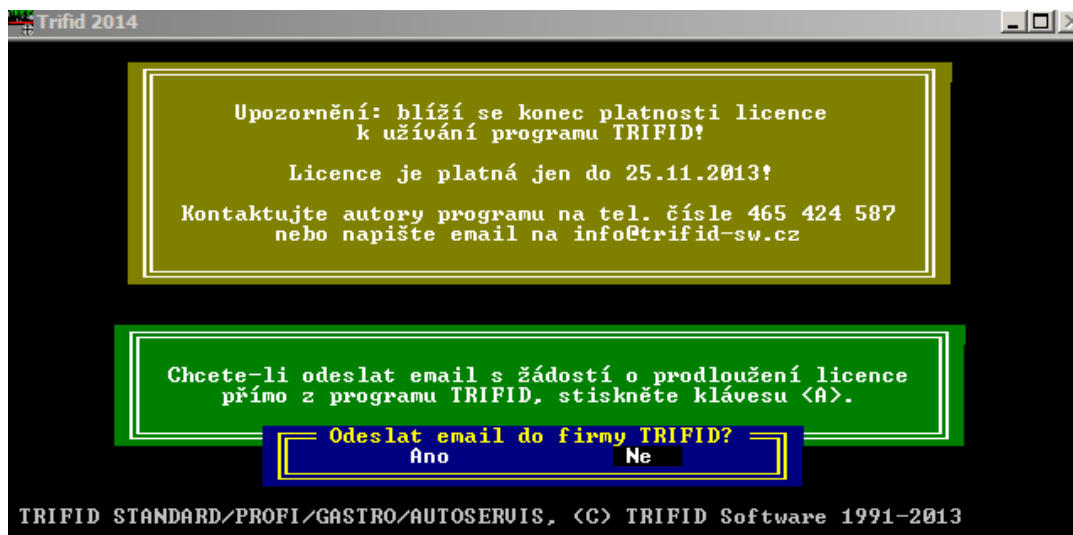 Trifid 2014
Upozornění: blíží se konec platnosti licence
k užívání programu TRIFID!
Licence je platná jen do 25.11.2013!
Kontaktujte autory programu na tel. čísle 465 424 587
nebo napište email na info@trifid-sw.cz
Chcete-li odeslat email s žádostí o prodloužení licence
přímo z programu TRIFID, stiskněte klávesu <A>.
Odeslat email do firmy TRIFID?
Ano Ne
TRIFID STANDARD/PROFI/GASTRO/AUTOSERVIS, (C) TRIFID Software 1991-2013